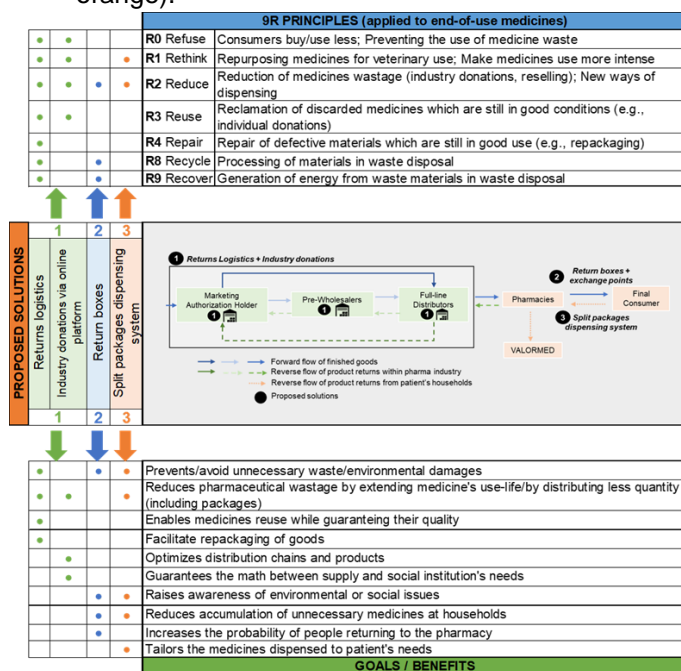 orange).
9R PRINCIPLES (applied to end-of-use medicines)
R0 Refuse Consumers buy/use less; Preventing the use of medicine waste
R1 Rethink Repurposing medicines for veterinary use; Make medicines use more intense
R2 Reduce Reduction of medicines wastage (industry donations, reselling); New ways of
dispensing
R3 Reuse Reclamation of discarded medicines which are still in good conditions (e.g.,
individual donations)
R4 Repair Repair of defective materials which are still in good use (e.g., repackaging)
R8 Recycle Processing of materials in waste disposal
R9 Recover Generation of energy from waste materials in waste disposal
1 2 3
PROPOSED SOLUTIONS
Returns logistics
Industry donations via online
platform
Return boxes
Split packages dispensing
system
1 Returns Logistics + Industry donations
Marketing
Authorization Holder
1
Pre-Wholesalers
1
Full-line
Distributors
1
Pharmacies
2 Return boxes +
exchange points
Final
Consumer
3 Split packages
dispensing system
VALORMED
Forward flow of finished goods
Reverse flow of product returns within pharma industry
Reverse flow of product returns from patient's households
Proposed solutions
1 2 3
Prevents/avoid unnecessary waste/environmental damages
Reduces pharmaceutical wastage by extending medicine's use-life/by distributing less quantity
(including packages)
Enables medicines reuse while guaranteing their quality
Facilitate repackaging of goods
Optimizes distribution chains and products
Guarantees the math between supply and social institution's needs
Raises awareness of environmental or social issues
Reduces accumulation of unnecessary medicines at households
Increases the probability of people returning to the pharmacy
Tailors the medicines dispensed to patient's needs
GOALS / BENEFITS